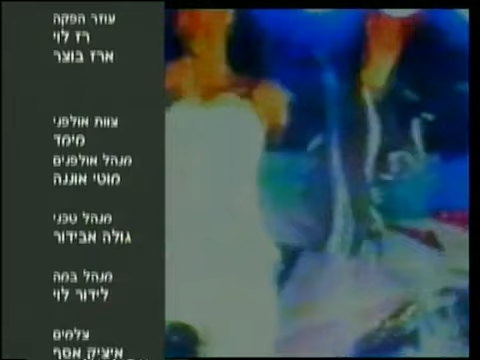 עוזר הפקה
רז לוי
ארז בוצר
צוות אולפני
מימד
מנהל אולפנים
מוטי אוננה
מנהל טכני
גולה אבידור
מנהל במה
לידור לוי
צלמים
איציק אסף